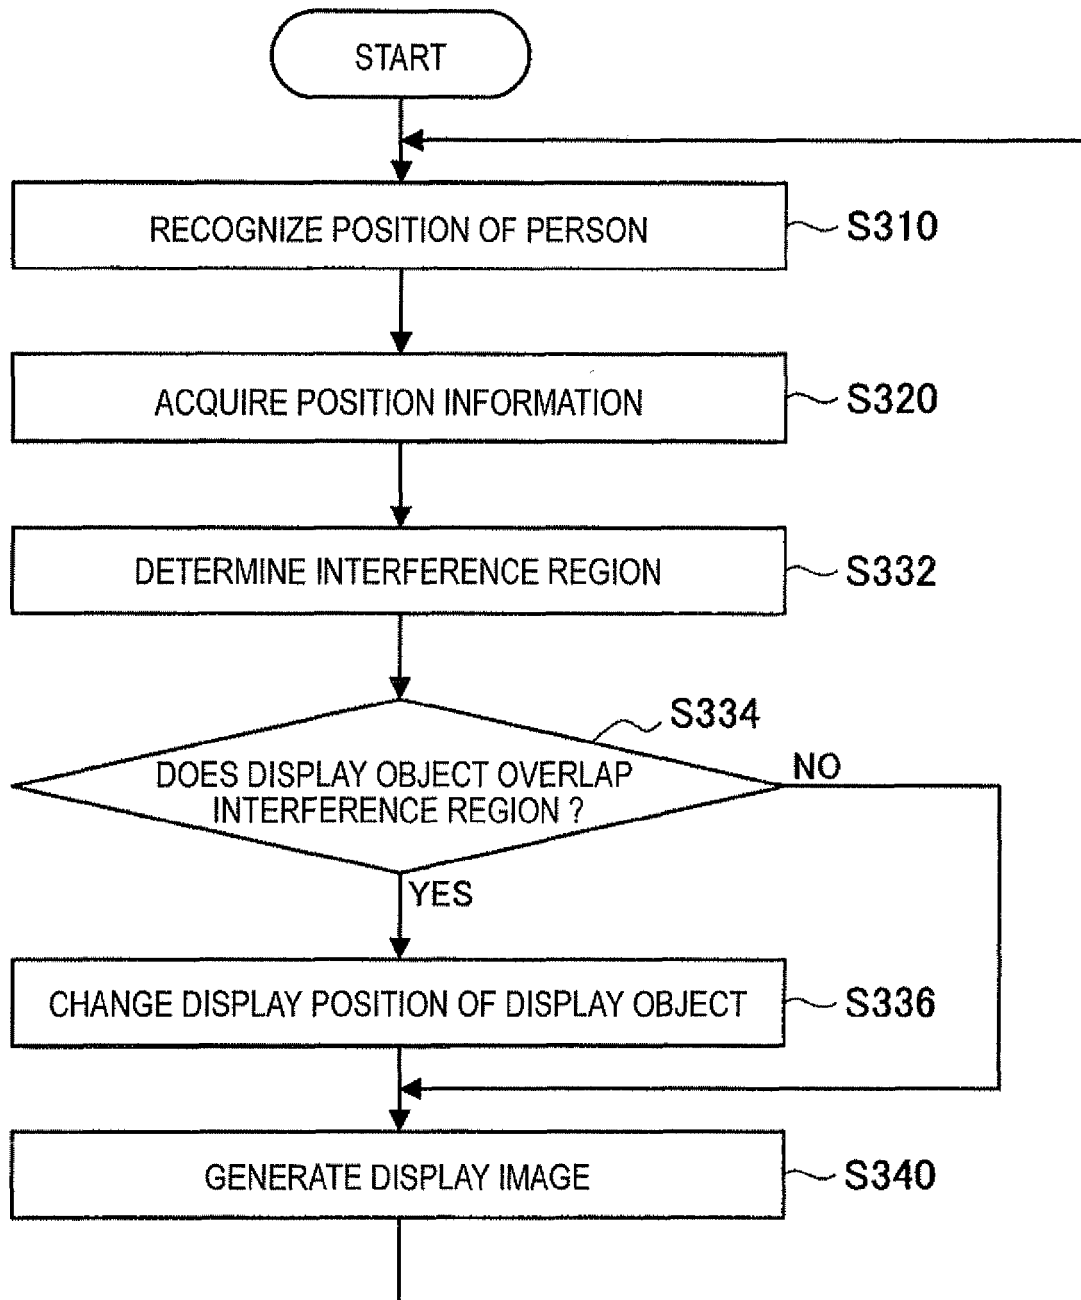 START
RECOGNIZE POSITION OF PERSON
S310
ACQUIRE POSITION INFORMATION
S320
DETERMINE INTERFERENCE REGION
S332
S334
DOES DISPLAY OBJECT OVERLAP
INTERFERENCE REGION ?
NO
YES
CHANGE DISPLAY POSITION OF DISPLAY OBJECT
S336
GENERATE DISPLAY IMAGE
S340